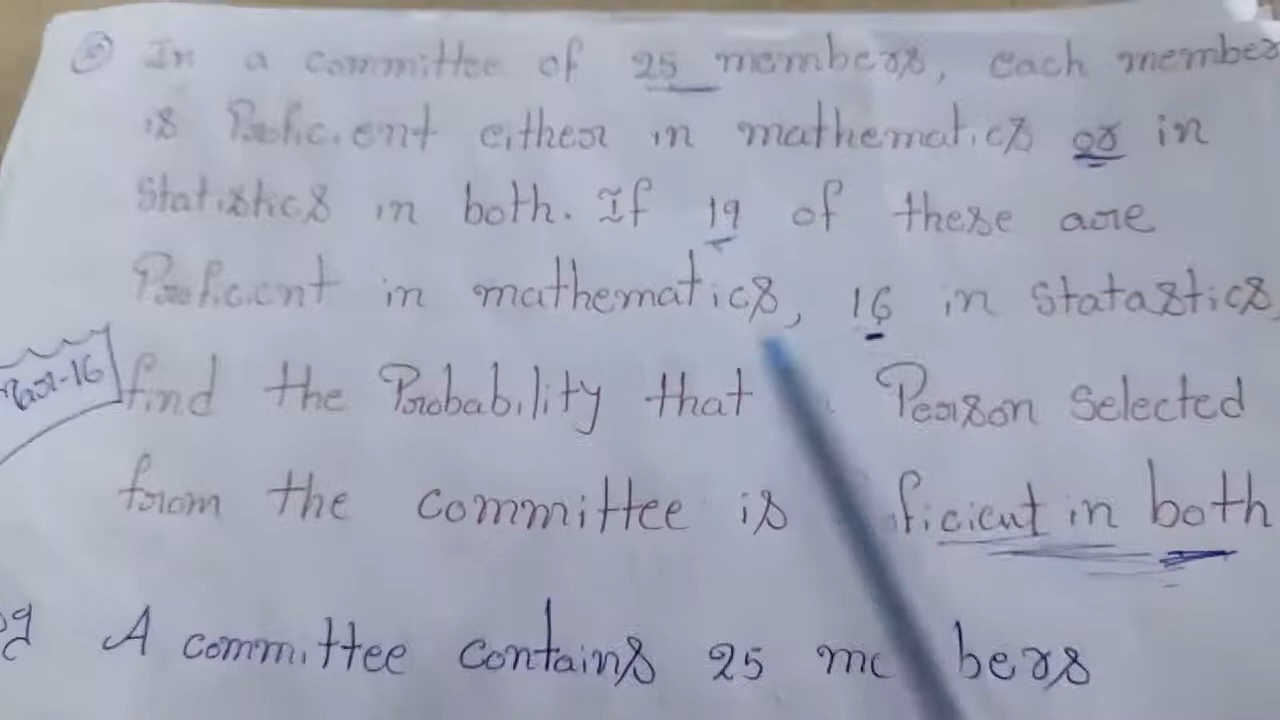 In a committee of 25 members, each member
is Proficient either in mathematics or in
Statistics in both. If 19 of these are
Proficient in mathematics, 16 in Statastics,
find the Probability that Person Selected
from the committee is ficient in both
A committee contains 25 me bers